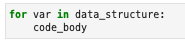 for var in data_structure:
    code_body